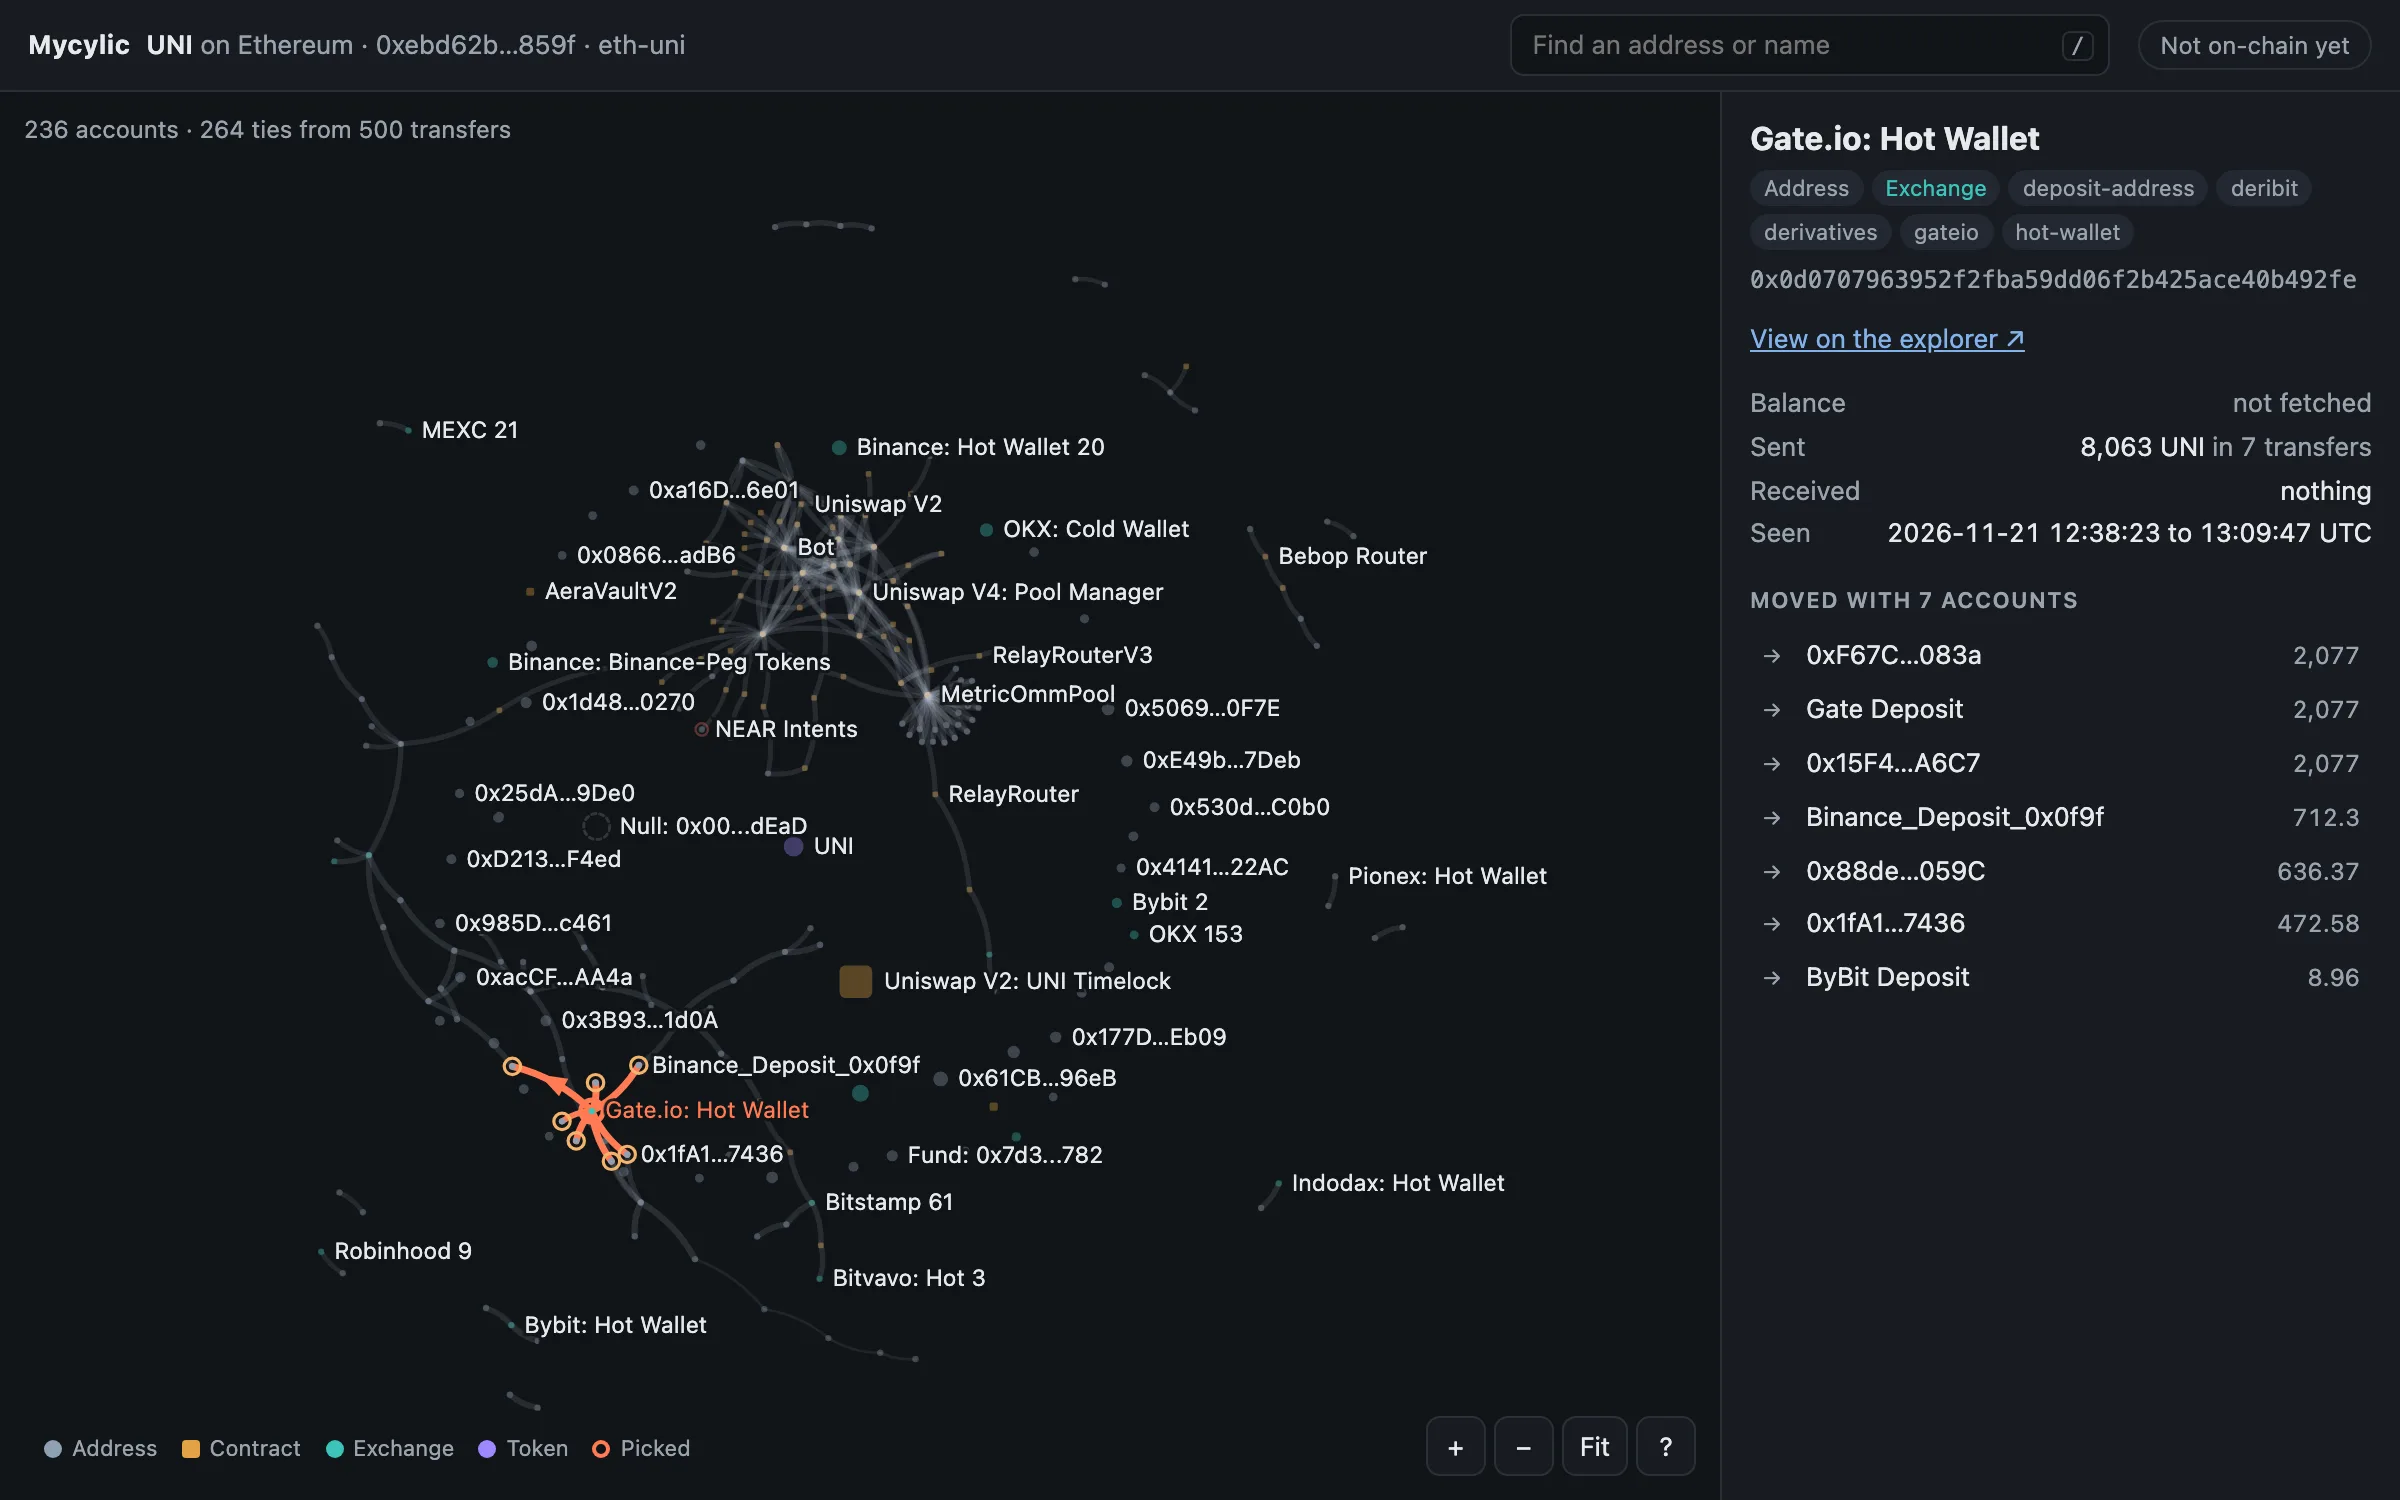 Mycylic UNI on Ethereum · 0xebd62b...859f · eth-uni
Find an address or name /
Not on-chain yet
236 accounts · 264 ties from 500 transfers
MEXC 21
Binance: Hot Wallet 20
0xa16D...6e01
Uniswap V2
OKX: Cold Wallet
Bot
0x0866...adB6
Bebop Router
AeraVaultV2
Uniswap V4: Pool Manager
RelayRouterV3
Binance: Binance-Peg Tokens
MetricOmmPool
0x1d48...0270
0x5069...0F7E
NEAR Intents
0xE49b...7Deb
0x25dA...9De0
RelayRouter
0x530d...C0b0
Null: 0x00...dEaD
UNI
0xD213...F4ed
0x4141...22AC
Pionex: Hot Wallet
Bybit 2
0x985D...c461
OKX 153
0xacCF...AA4a
Uniswap V2: UNI Timelock
0x3B93...1d0A
0x177D...Eb09
Binance_Deposit_0x0f9f
0x61CB...96eB
Gate.io: Hot Wallet
0x1fA1...7436
Fund: 0x7d3...782
Indodax: Hot Wallet
Bitstamp 61
Robinhood 9
Bitvavo: Hot 3
Bybit: Hot Wallet
Address Contract Exchange Token Picked
+ − Fit ?
Gate.io: Hot Wallet
Address Exchange deposit-address deribit
derivatives gateio hot-wallet
0x0d0707963952f2fba59dd06f2b425ace40b492fe
View on the explorer ↗
Balance not fetched
Sent 8,063 UNI in 7 transfers
Received nothing
Seen 2026-11-21 12:38:23 to 13:09:47 UTC
MOVED WITH 7 ACCOUNTS
→ 0xF67C...083a 2,077
→ Gate Deposit 2,077
→ 0x15F4...A6C7 2,077
→ Binance_Deposit_0x0f9f 712.3
→ 0x88de...059C 636.37
→ 0x1fA1...7436 472.58
→ ByBit Deposit 8.96